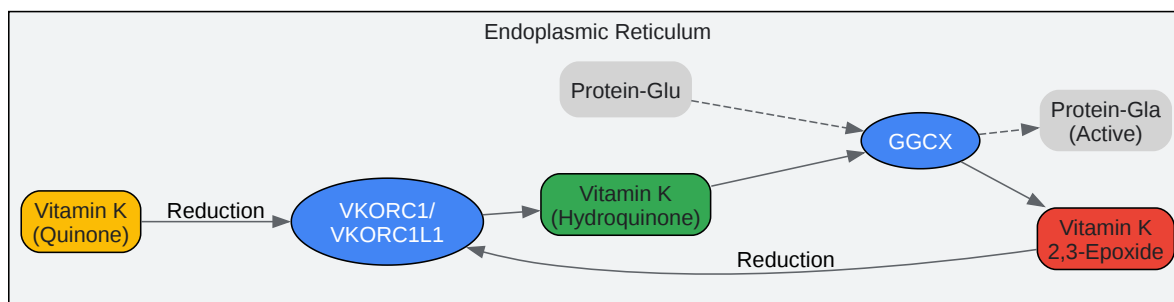 Endoplasmic Reticulum
Protein-Glu
Protein-Gla
(Active)
GGCX
Vitamin K
(Quinone)
Reduction
VKORC1/
VKORC1L1
Vitamin K
(Hydroquinone)
Vitamin K
2,3-Epoxide
Reduction